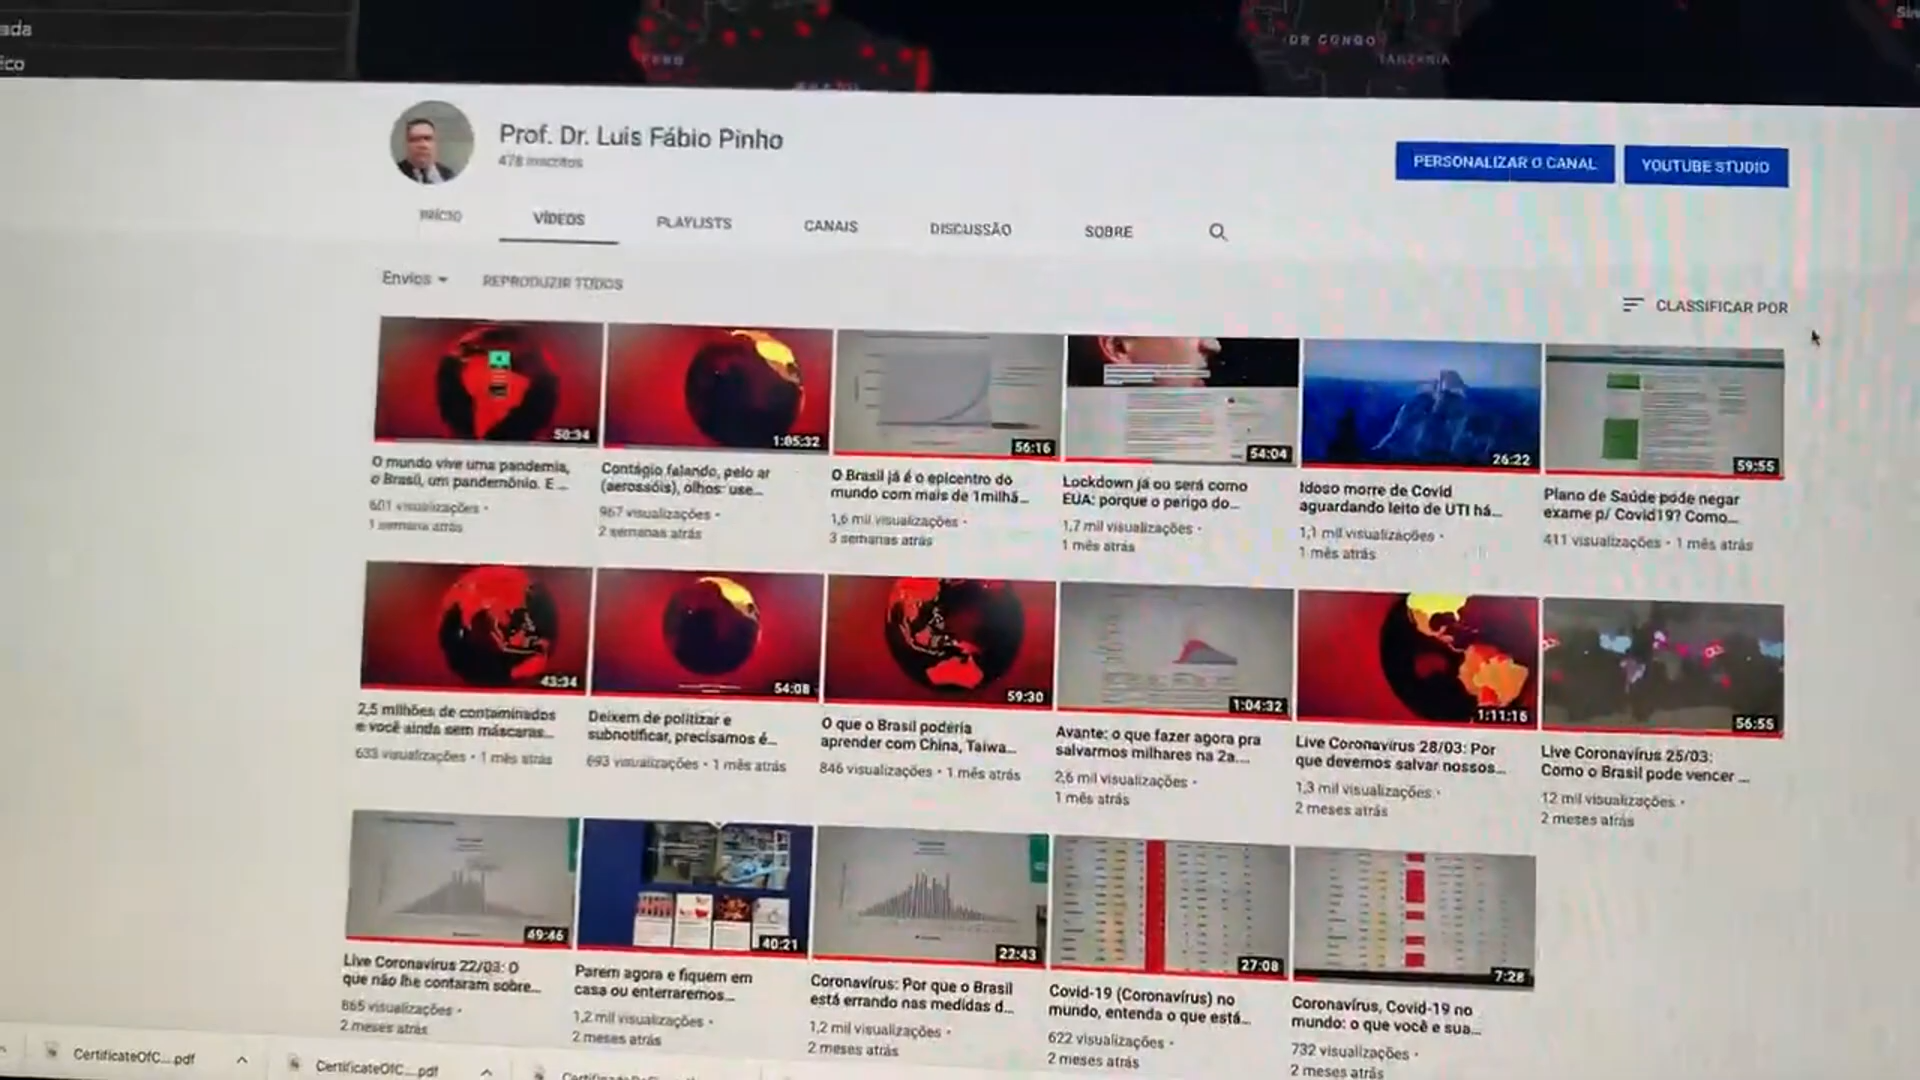 ada
ico
PERU
DR CONGO
TANZANIA
Prof. Dr. Luis Fábio Pinho
478 inscritos
PERSONALIZAR O CANAL
YOUTUBE STUDIO
INÍCIO
VÍDEOS
PLAYLISTS
CANAIS
DISCUSSÃO
SOBRE
Envios
REPRODUZIR TODOS
CLASSIFICAR POR
50:34
1:05:32
56:16
54:04
26:22
59:55
O mundo vive uma pandemia,
o Brasil, um pandemônio. E...
601 visualizações •
1 semana atrás
Contágio falando, pelo ar
(aerossóis), olhos: use...
967 visualizações •
2 semanas atrás
O Brasil já é o epicentro do
mundo com mais de 1milhã...
1,6 mil visualizações •
3 semanas atrás
Lockdown já ou será como
EUA: porque o perigo do...
1,7 mil visualizações •
1 mês atrás
Idoso morre de Covid
aguardando leito de UTI há...
1,1 mil visualizações •
1 mês atrás
Plano de Saúde pode negar
exame p/ Covid19? Como...
411 visualizações • 1 mês atrás
43:34
54:08
59:30
1:04:32
1:11:16
56:55
2,5 milhões de contaminados
e você ainda sem máscaras...
633 visualizações • 1 mês atrás
Deixem de politizar e
subnotificar, precisamos é...
693 visualizações • 1 mês atrás
O que o Brasil poderia
aprender com China, Taiwa...
846 visualizações • 1 mês atrás
Avante: o que fazer agora pra
salvarmos milhares na 2a....
2,6 mil visualizações •
1 mês atrás
Live Coronavírus 28/03: Por
que devemos salvar nossos...
1,3 mil visualizações •
2 meses atrás
Live Coronavírus 25/03:
Como o Brasil pode vencer ...
12 mil visualizações •
2 meses atrás
49:46
40:21
22:43
27:08
7:28
Live Coronavírus 22/03: O
que não lhe contaram sobre...
865 visualizações •
2 meses atrás
Parem agora e fiquem em
casa ou enterraremos...
1,2 mil visualizações •
2 meses atrás
Coronavírus: Por que o Brasil
está errando nas medidas d...
1,2 mil visualizações •
2 meses atrás
Covid-19 (Coronavírus) no
mundo, entenda o que está...
622 visualizações •
2 meses atrás
Coronavírus, Covid-19 no
mundo: o que você e sua...
732 visualizações •
2 meses atrás
CertificateOfC....pdf
CertificateOfC....pdf